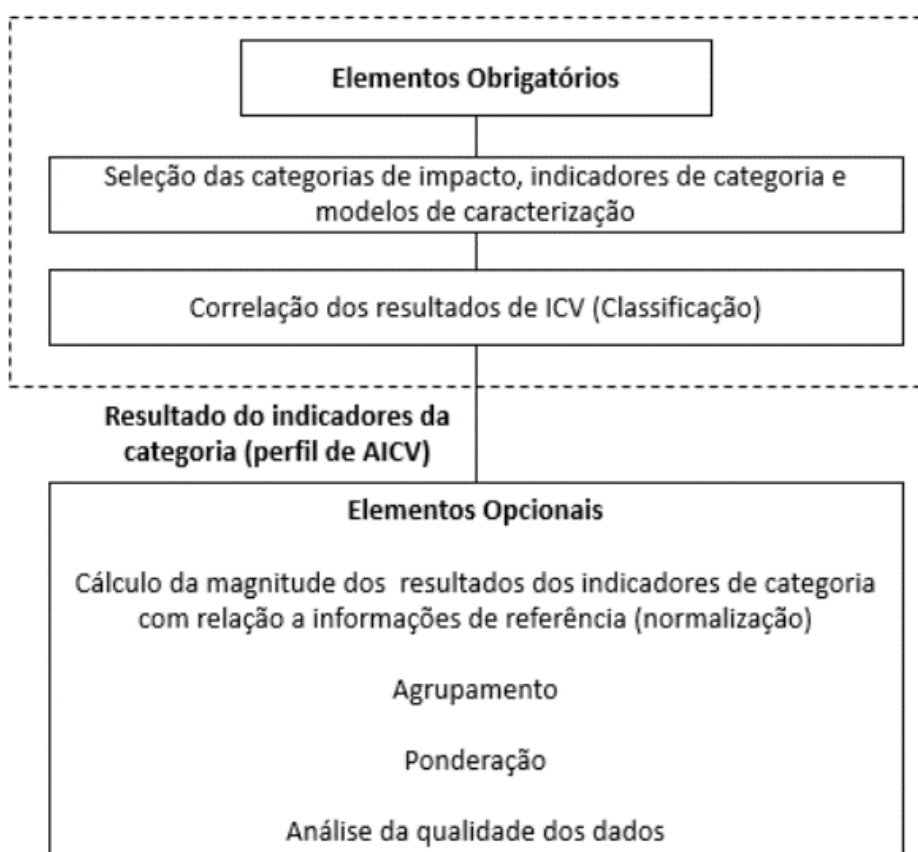 Elementos Obrigatórios
Seleção das categorias de impacto, indicadores de categoria e
modelos de caracterização
Correlação dos resultados de ICV (Classificação)
Resultado do indicadores da
categoria (perfil de AICV)
Elementos Opcionais
Cálculo da magnitude dos resultados dos indicadores de categoria
com relação a informações de referência (normalização)
Agrupamento
Ponderação
Análise da qualidade dos dados